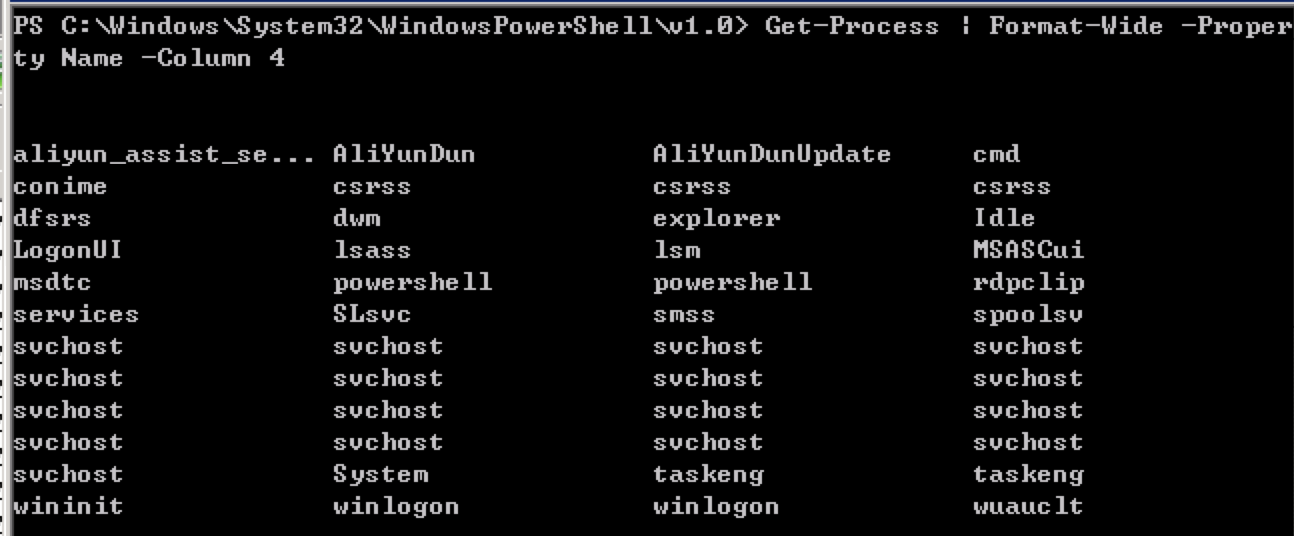 PS C:\Windows\System32\WindowsPowerShell\v1.0> Get-Process | Format-Wide -Proper
ty Name -Column 4
aliyun_assist_se... AliYunDun AliYunDunUpdate cmd
conime csrss csrss csrss
dfsrs dwm explorer Idle
LogonUI lsass lsm MSASCui
msdtc powershell powershell rdpclip
services SLsvc smss spoolsv
svchost svchost svchost svchost
svchost svchost svchost svchost
svchost svchost svchost svchost
svchost svchost svchost svchost
svchost System taskeng taskeng
wininit winlogon winlogon wuauclt